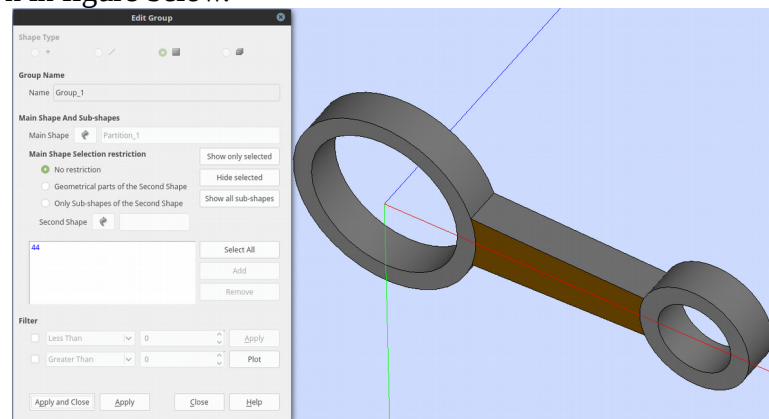 n in figure below.
Edit Group
Shape Type
Group Name
Name Group_1
Main Shape And Sub-shapes
Main Shape Partition_1
Main Shape Selection restriction
No restriction
Geometrical parts of the Second Shape
Only Sub-shapes of the Second Shape
Second Shape
Show only selected
Hide selected
Show all sub-shapes
44
Select All
Add
Remove
Filter
Less Than 0 Apply
Greater Than 0 Plot
Apply and Close Apply Close Help